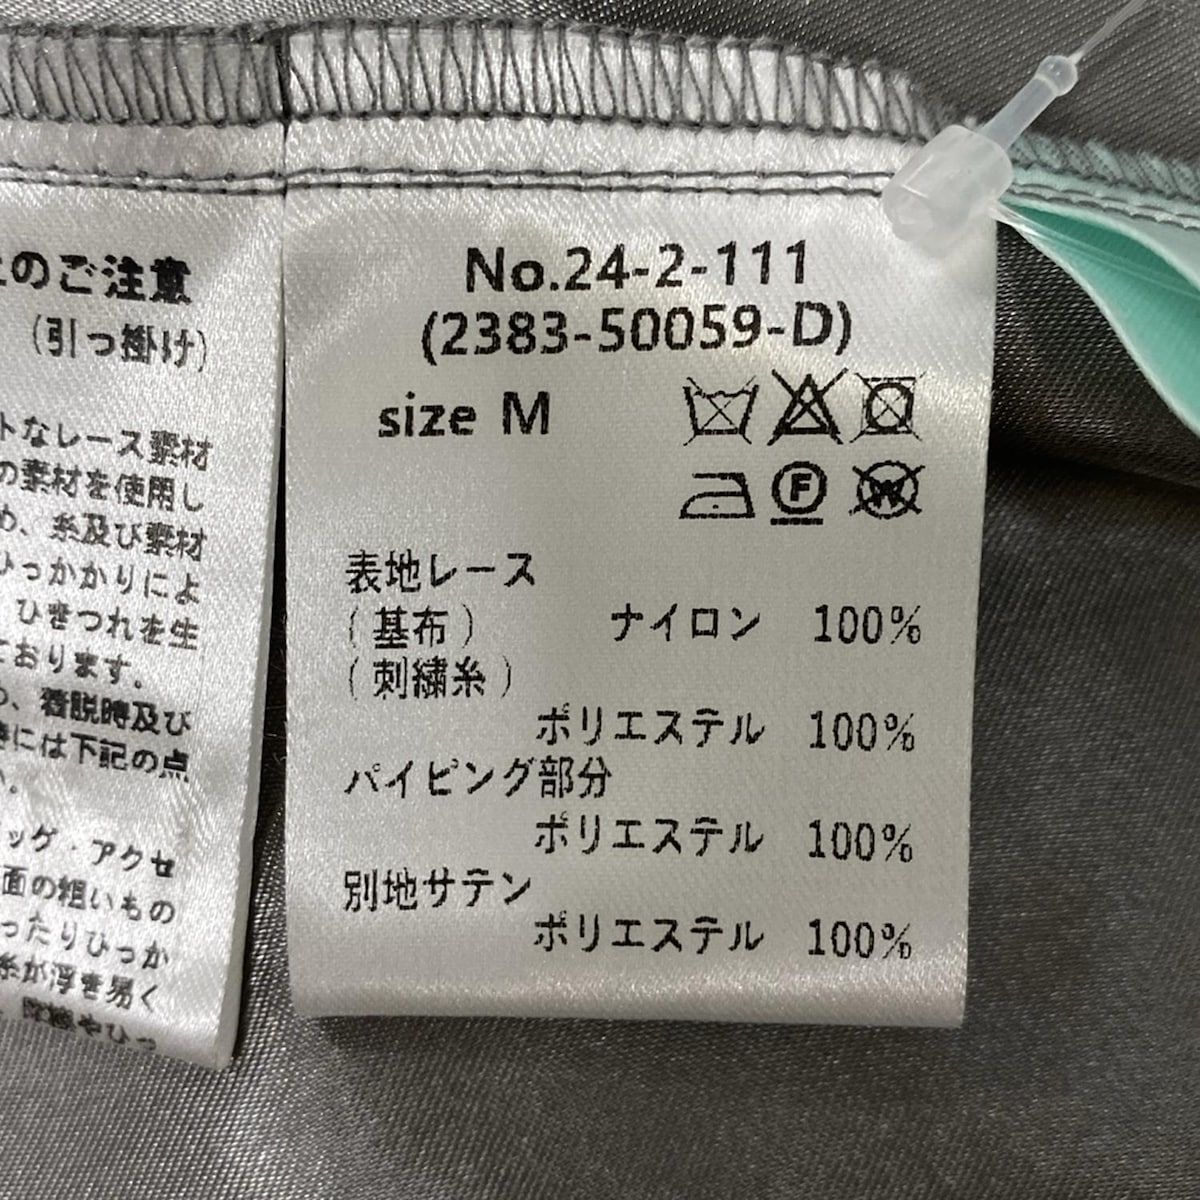 のご注意
(引っ掛け)
トなレース素材
の素材を使用し
め、糸及び素材
ひっかかりによ
ひきつれを生
ております。
め、着脱時及び
きには下記の点
い。
ッグ・アクセ
面の粗いもの
ったりひっか
糸が浮き易く
やひっ
No.24-2-111
(2383-50059-D)
size M
F
W
表地レース
(基布) ナイロン 100%
(刺繍糸)
ポリエステル 100%
パイピング部分
ポリエステル 100%
別地サテン
ポリエステル 100%